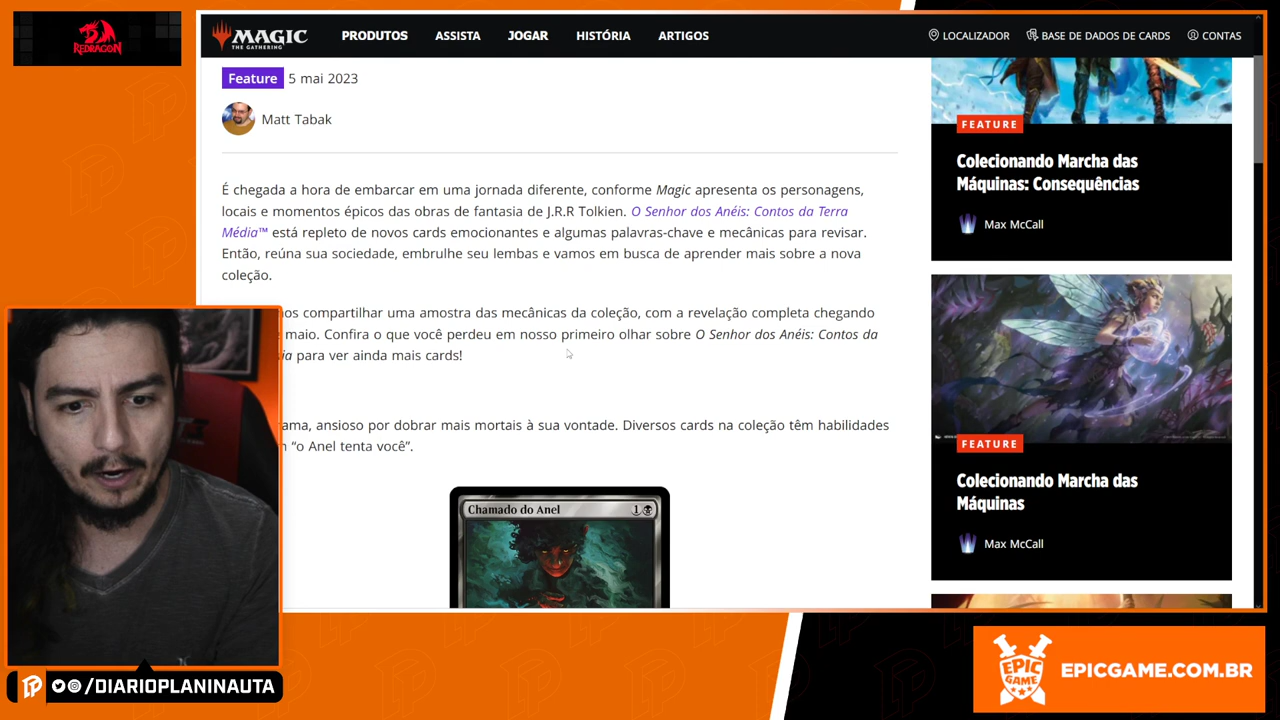 REDRAGON
MAGIC
THE GATHERING
PRODUTOS
ASSISTA
JOGAR
HISTÓRIA
ARTIGOS
LOCALIZADOR
BASE DE DADOS DE CARDS
CONTAS
Feature 5 mai 2023
Matt Tabak
É chegada a hora de embarcar em uma jornada diferente, conforme Magic apresenta os personagens,
locais e momentos épicos das obras de fantasia de J.R.R Tolkien. O Senhor dos Anéis: Contos da Terra
Média™ está repleto de novos cards emocionantes e algumas palavras-chave e mecânicas para revisar.
Então, reúna sua sociedade, embrulhe seu lembas e vamos em busca de aprender mais sobre a nova
coleção.
nos compartilhar uma amostra das mecânicas da coleção, com a revelação completa chegando
maio. Confira o que você perdeu em nosso primeiro olhar sobre O Senhor dos Anéis: Contos da
para ver ainda mais cards!
ama, ansioso por dobrar mais mortais à sua vontade. Diversos cards na coleção têm habilidades
“o Anel tenta você”.
Chamado do Anel 1
FEATURE
Colecionando Marcha das
Máquinas: Consequências
Max McCall
FEATURE
Colecionando Marcha das
Máquinas
Max McCall
/DIARIOPLANINAUTA
EPIC
GAME
EPICGAME.COM.BR